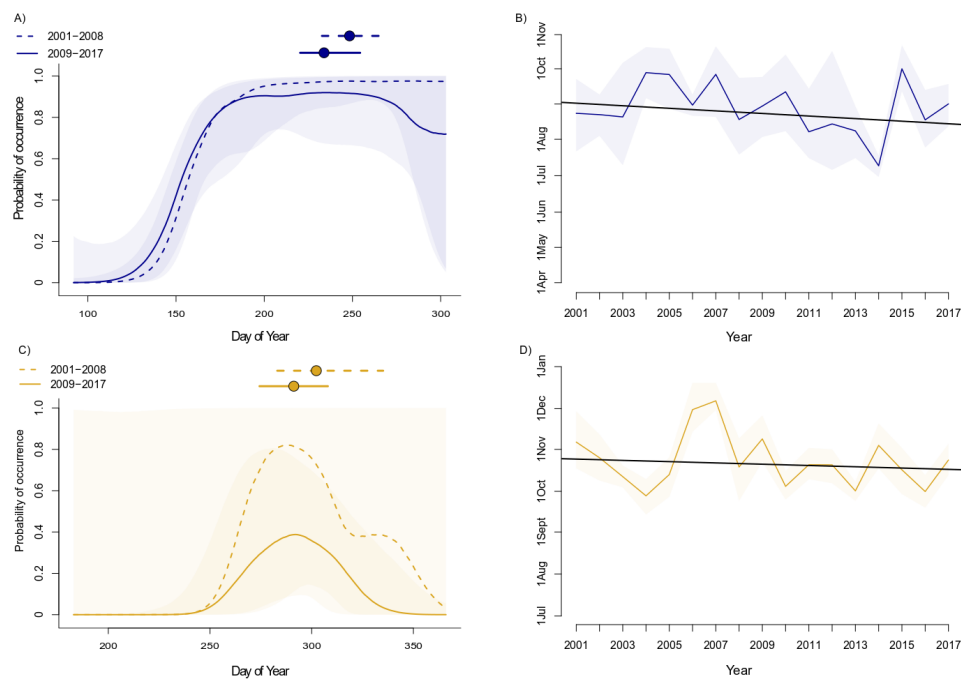 A)
2001−2008
2009−2017
Probability of occurrence
0
0.2
0.4
0.6
0.8
1.0
100
150
200
250
300
Day of Year
B)
1Nov
1Oct
1Aug
1Jul
1Jun
1May
1Apr
2001
2003
2005
2007
2009
2011
2013
2015
2017
Year
C)
2001−2008
2009−2017
Probability of occurrence
0
0.2
0.4
0.6
0.8
1.0
200
250
300
350
Day of Year
D)
1Jan
1Dec
1Nov
1Oct
1Sept
1Aug
1Jul
2001
2003
2005
2007
2009
2011
2013
2015
2017
Year